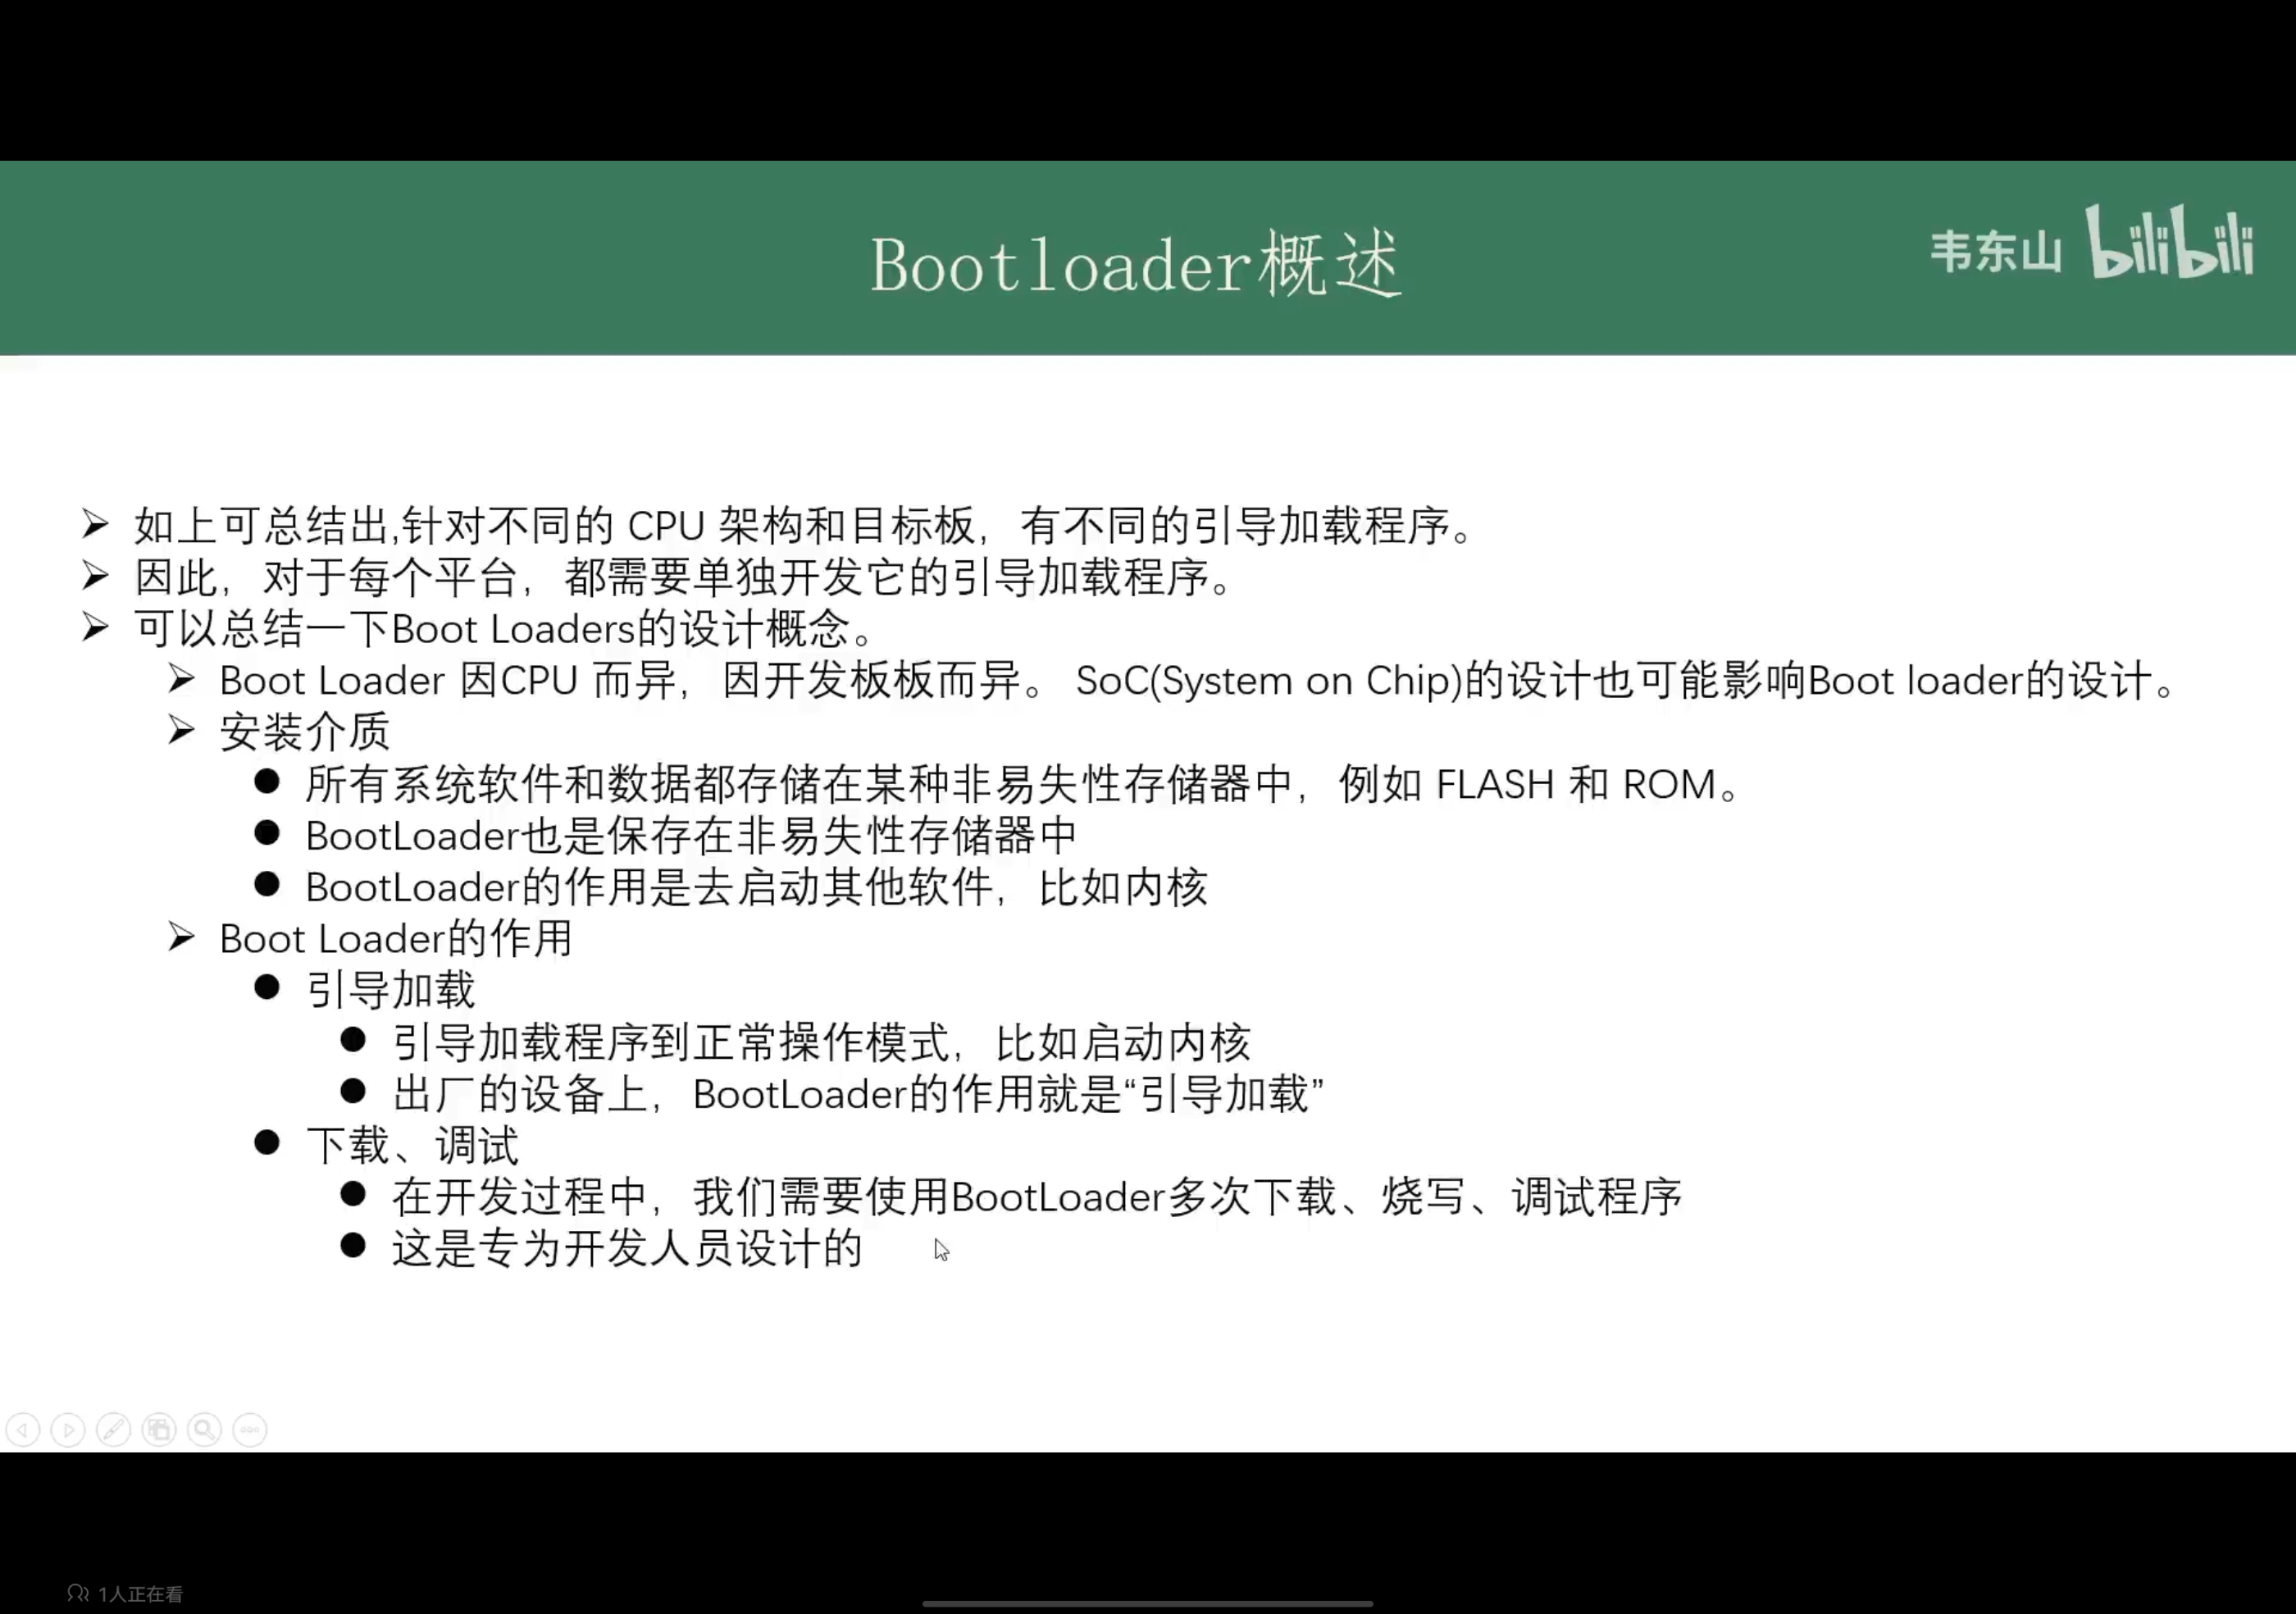 Bootloader概述
韦东山 bilibili
如上可总结出,针对不同的 CPU 架构和目标板，有不同的引导加载程序。
因此，对于每个平台，都需要单独开发它的引导加载程序。
可以总结一下Boot Loaders的设计概念。
Boot Loader 因CPU 而异，因开发板板而异。 SoC(System on Chip)的设计也可能影响Boot loader的设计。
安装介质
所有系统软件和数据都存储在某种非易失性存储器中，例如 FLASH 和 ROM。
BootLoader也是保存在非易失性存储器中
BootLoader的作用是去启动其他软件，比如内核
Boot Loader的作用
引导加载
引导加载程序到正常操作模式，比如启动内核
出厂的设备上，BootLoader的作用就是“引导加载”
下载、调试
在开发过程中，我们需要使用BootLoader多次下载、烧写、调试程序
这是专为开发人员设计的
1人正在看